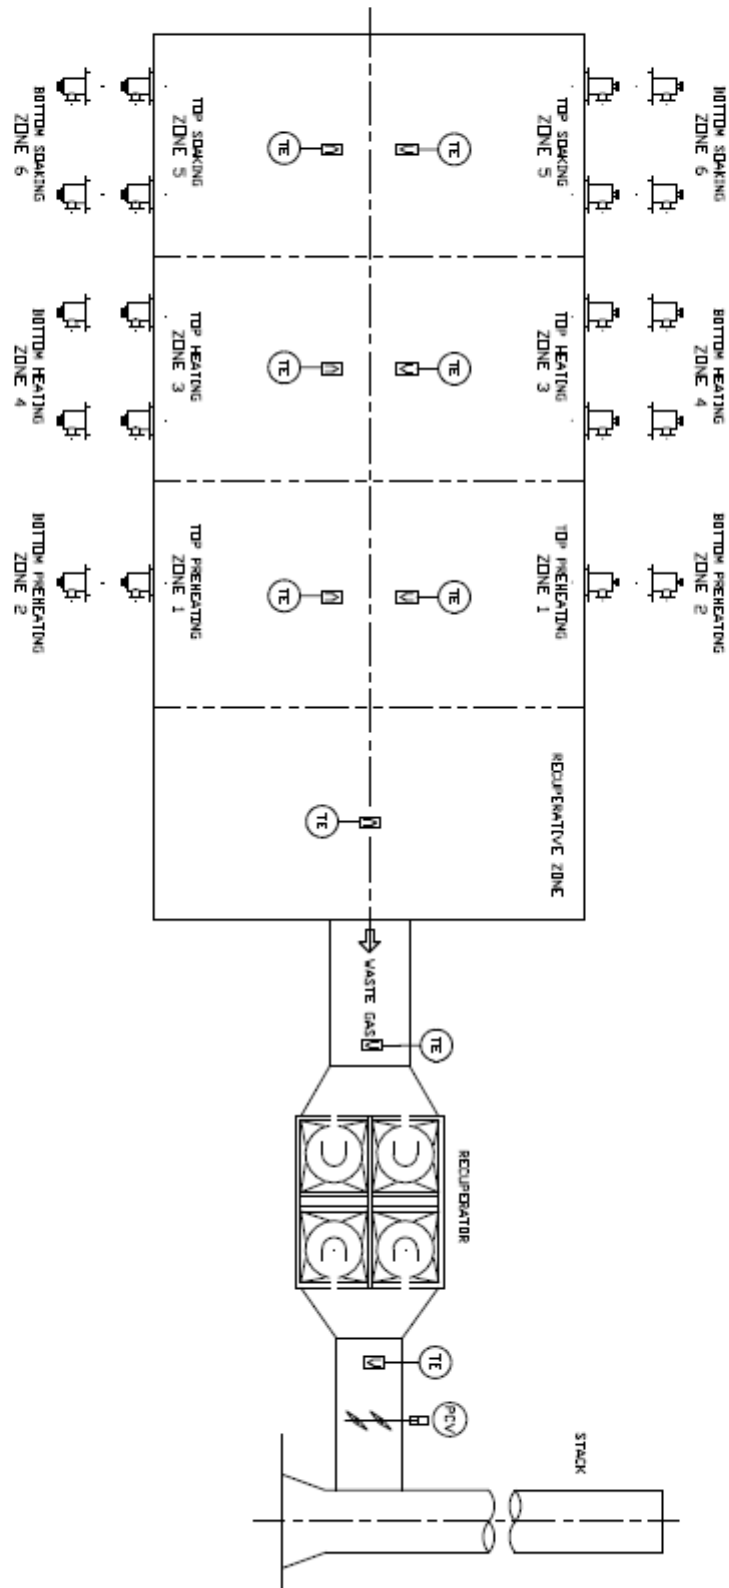 BOTTOM SOAKING
ZONE 6
TOP SOAKING
ZONE 5
TE
TE
TOP SOAKING
ZONE 5
BOTTOM SOAKING
ZONE 6
BOTTOM HEATING
ZONE 4
TOP HEATING
ZONE 3
TE
TE
TOP HEATING
ZONE 3
BOTTOM HEATING
ZONE 4
BOTTOM PREHEATING
ZONE 2
TOP PREHEATING
ZONE 1
TE
TE
TOP PREHEATING
ZONE 1
BOTTOM PREHEATING
ZONE 2
RECUPERATIVE ZONE
TE
WASTE GAS
TE
RECUPERATOR
TE
PCV
STACK